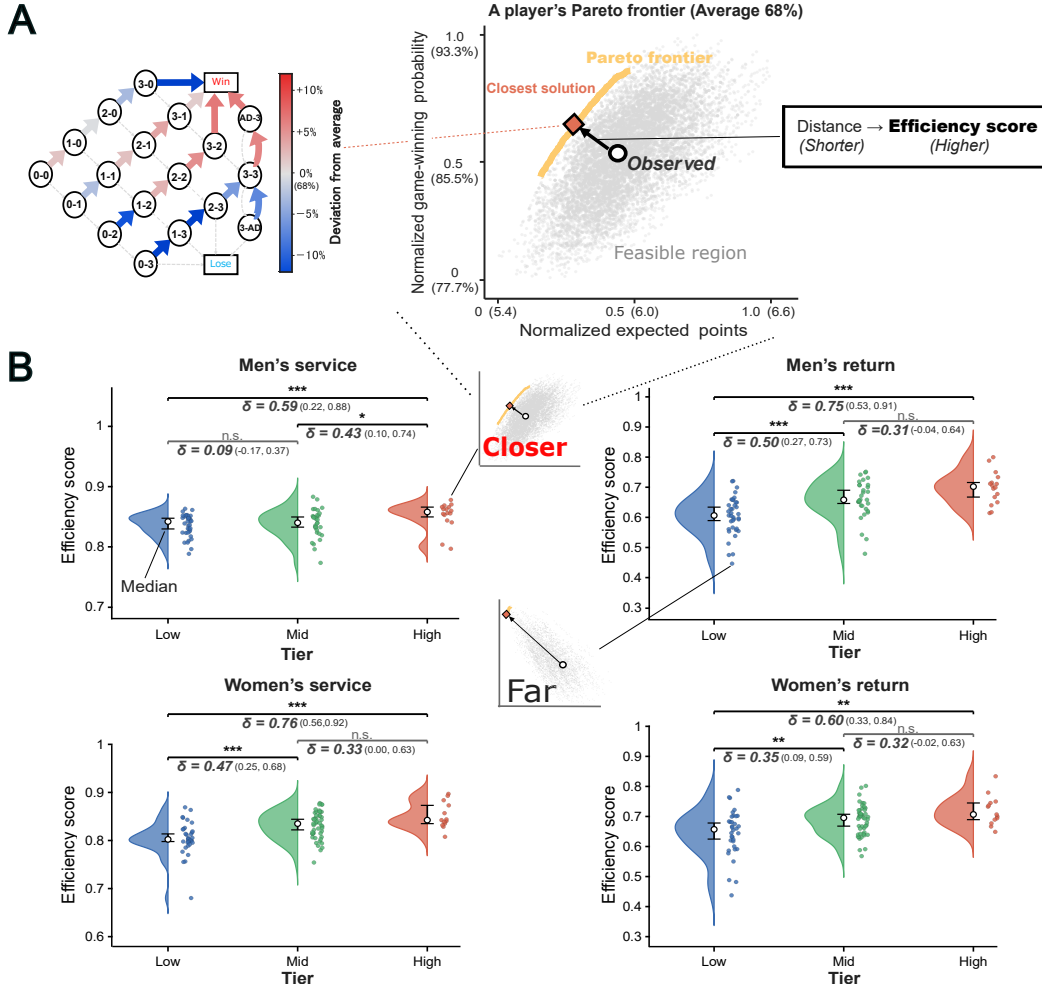 A
A player's Pareto frontier (Average 68%)
Normalized game-winning probability
1.0
(93.3%)
0.5
(85.5%)
0
(77.7%)
Pareto frontier
Closest solution
Observed
Feasible region
0 (5.4)
0.5 (6.0)
1.0 (6.6)
Normalized expected points
Distance → Efficiency score
(Shorter) (Higher)
3-0
Win
2-0
3-1
AD-3
1-0
2-1
3-2
0-0
1-1
2-2
3-3
0-1
1-2
2-3
0-2
1-3
3-AD
0-3
Lose
+10%
+5%
0%
(68%)
−5%
−10%
Deviation from average
B
Men's service
***
δ = 0.59 (0.22, 0.88)
*
n.s.
δ = 0.43 (0.10, 0.74)
δ = 0.09 (-0.17, 0.37)
1
0.9
0.8
0.7
Efficiency score
Median
Low
Mid
High
Tier
Closer
Men's return
***
δ = 0.75 (0.53, 0.91)
***
n.s.
δ = 0.50 (0.27, 0.73)
δ =0.31 (-0.04, 0.64)
1
0.9
0.8
0.7
0.6
0.5
0.4
0.3
Efficiency score
Low
Mid
High
Tier
Far
Women's service
***
δ = 0.76 (0.56,0.92)
n.s.
***
δ = 0.33 (0.00, 0.63)
δ = 0.47 (0.25, 0.68)
1
0.9
0.8
0.7
0.6
Efficiency score
Low
Mid
High
Tier
Women's return
**
δ = 0.60 (0.33, 0.84)
n.s.
**
δ = 0.32 (-0.02, 0.63)
δ = 0.35 (0.09, 0.59)
1
0.9
0.8
0.7
0.6
0.5
0.4
0.3
Efficiency score
Low
Mid
High
Tier